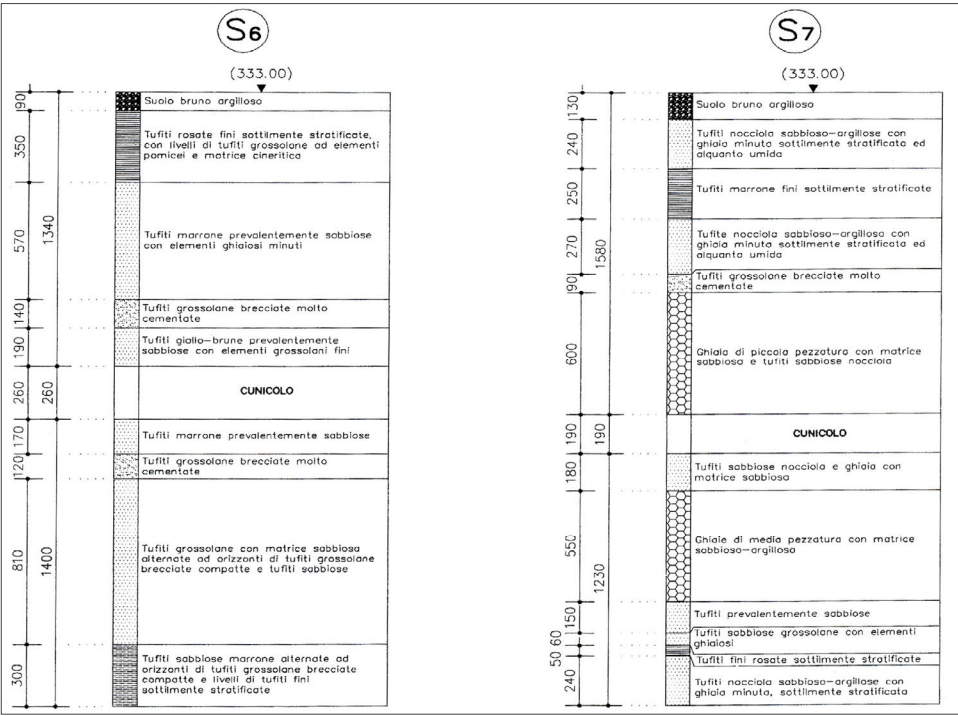 S6
(333.00)
90
350
570
140
190
260
170
120
810
300
1340
260
1400
Suolo bruno argilloso
Tufiti rosate fini sottilmente stratificate,
con livelli di tufiti grossolane ad elementi
pomicei e matrice cineritica
Tufiti marrone prevalentemente sabbiose
con elementi ghiaiosi minuti
Tufiti grossolane brecciate molto
cementate
Tufiti giallo-brune prevalentemente
sabbiose con elementi grossolani fini
CUNICOLO
Tufiti marrone prevalentemente sabbiose
Tufiti grossolane brecciate molto
cementate
Tufiti grossolane con matrice sabbiosa
alternate ad orizzonti di tufiti grossolane
brecciate compatte e tufiti sabbiose
Tufiti sabbiose marrone alternate ad
orizzonti di tufiti grossolane brecciate
compatte e livelli di tufiti fini
sottilmente stratificate
S7
(333.00)
130
240
250
270
90
600
190
180
550
150
60
50
240
1580
190
1230
Suolo bruno argilloso
Tufiti nocciola sabbioso-argillose con
ghiaia minuta sottilmente stratificata ed
alquanto umida
Tufiti marrone fini sottilmente stratificate
Tufite nocciola sabbioso-argillosa con
ghiaia minuta sottilmente stratificata ed
alquanto umida
Tufiti grossolane brecciate molto
cementate
Ghiaia di piccola pezzatura con matrice
sabbiosa e tufiti sabbiose nocciola
CUNICOLO
Tufiti sabbiose nocciola e ghiaia con
matrice sabbiosa
Ghiaie di media pezzatura con matrice
sabbioso-argillosa
Tufiti prevalentemente sabbiose
Tufiti sabbiose grossolane con elementi
ghiaiosi
Tufiti fini rosate sottilmente stratificate
Tufiti nocciola sabbioso-argillose con
ghiaia minuta, sottilmente stratificata